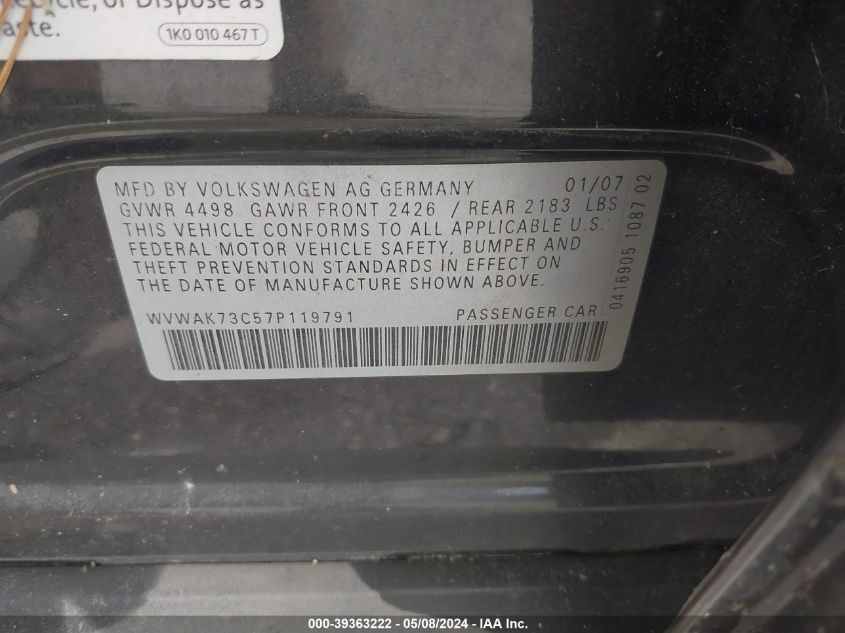 or Dispose as
1K0 010 467 T
MFD BY VOLKSWAGEN AG GERMANY 01/07
GVWR 4498 GAWR FRONT 2426 / REAR 2183 LBS
THIS VEHICLE CONFORMS TO ALL APPLICABLE U.S.
FEDERAL MOTOR VEHICLE SAFETY, BUMPER AND
THEFT PREVENTION STANDARDS IN EFFECT ON
THE DATE OF MANUFACTURE SHOWN ABOVE.
WVWAK73C57P119791 PASSENGER CAR
0416905 1087 02
000-39363222 - 05/08/2024 - IAA Inc.